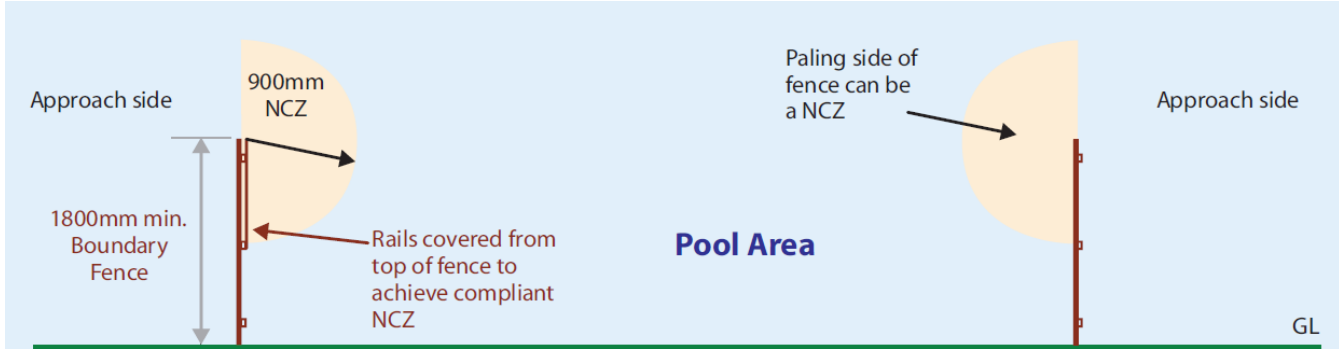 Approach side
900mm
NCZ
1800mm min.
Boundary
Fence
Rails covered from
top of fence to
achieve compliant
NCZ
Pool Area
Paling side of
fence can be
a NCZ
Approach side
GL